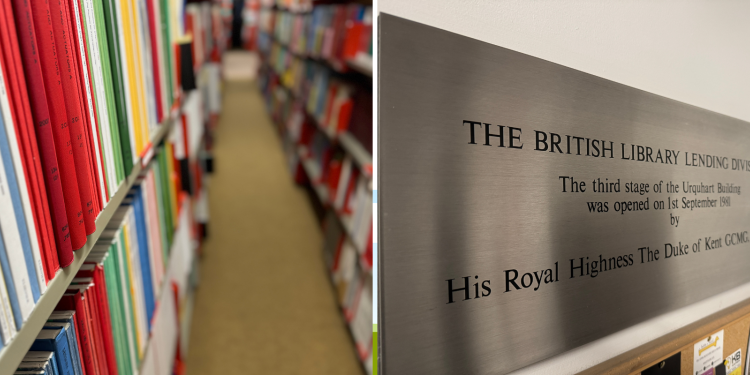 THE BRITISH LIBRARY LENDING
The third stage of the Urquhart Building
was opened on 1st September 1981
by
His Royal Highness The Duke of Kent GCMG.